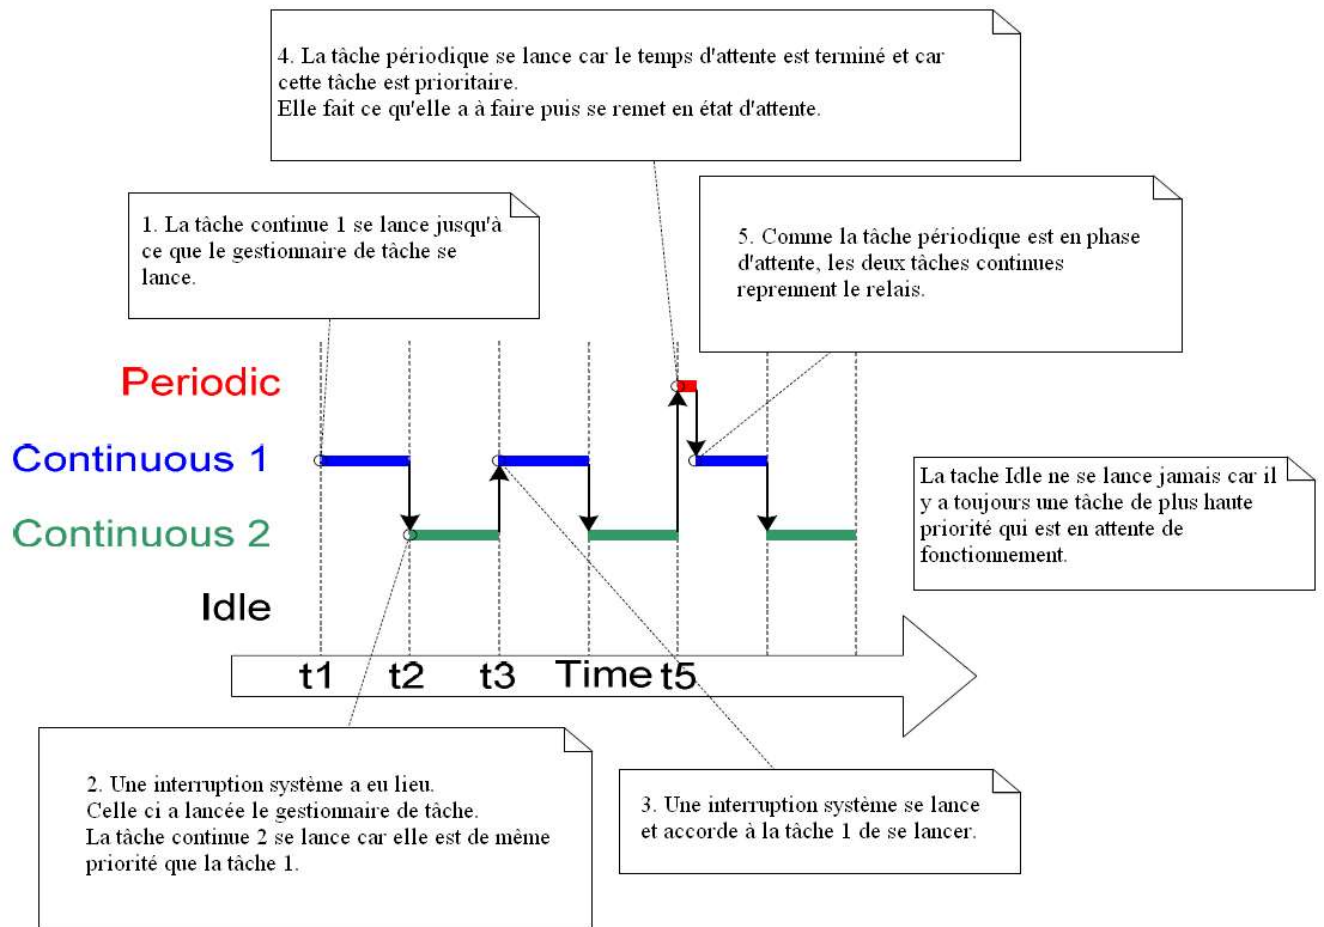 4. La tâche périodique se lance car le temps d'attente est terminé et car
cette tâche est prioritaire.
Elle fait ce qu'elle a à faire puis se remet en état d'attente.
1. La tâche continue 1 se lance jusqu'à
ce que le gestionnaire de tâche se
lance.
5. Comme la tâche périodique est en phase
d'attente, les deux tâches continues
reprennent le relais.
Periodic
Continuous 1
Continuous 2
Idle
La tache Idle ne se lance jamais car il
y a toujours une tâche de plus haute
priorité qui est en attente de
fonctionnement.
t1 t2 t3 Time t5
2. Une interruption système a eu lieu.
Celle ci a lancée le gestionnaire de tâche.
La tâche continue 2 se lance car elle est de même
priorité que la tâche 1.
3. Une interruption système se lance
et accorde à la tâche 1 de se lancer.